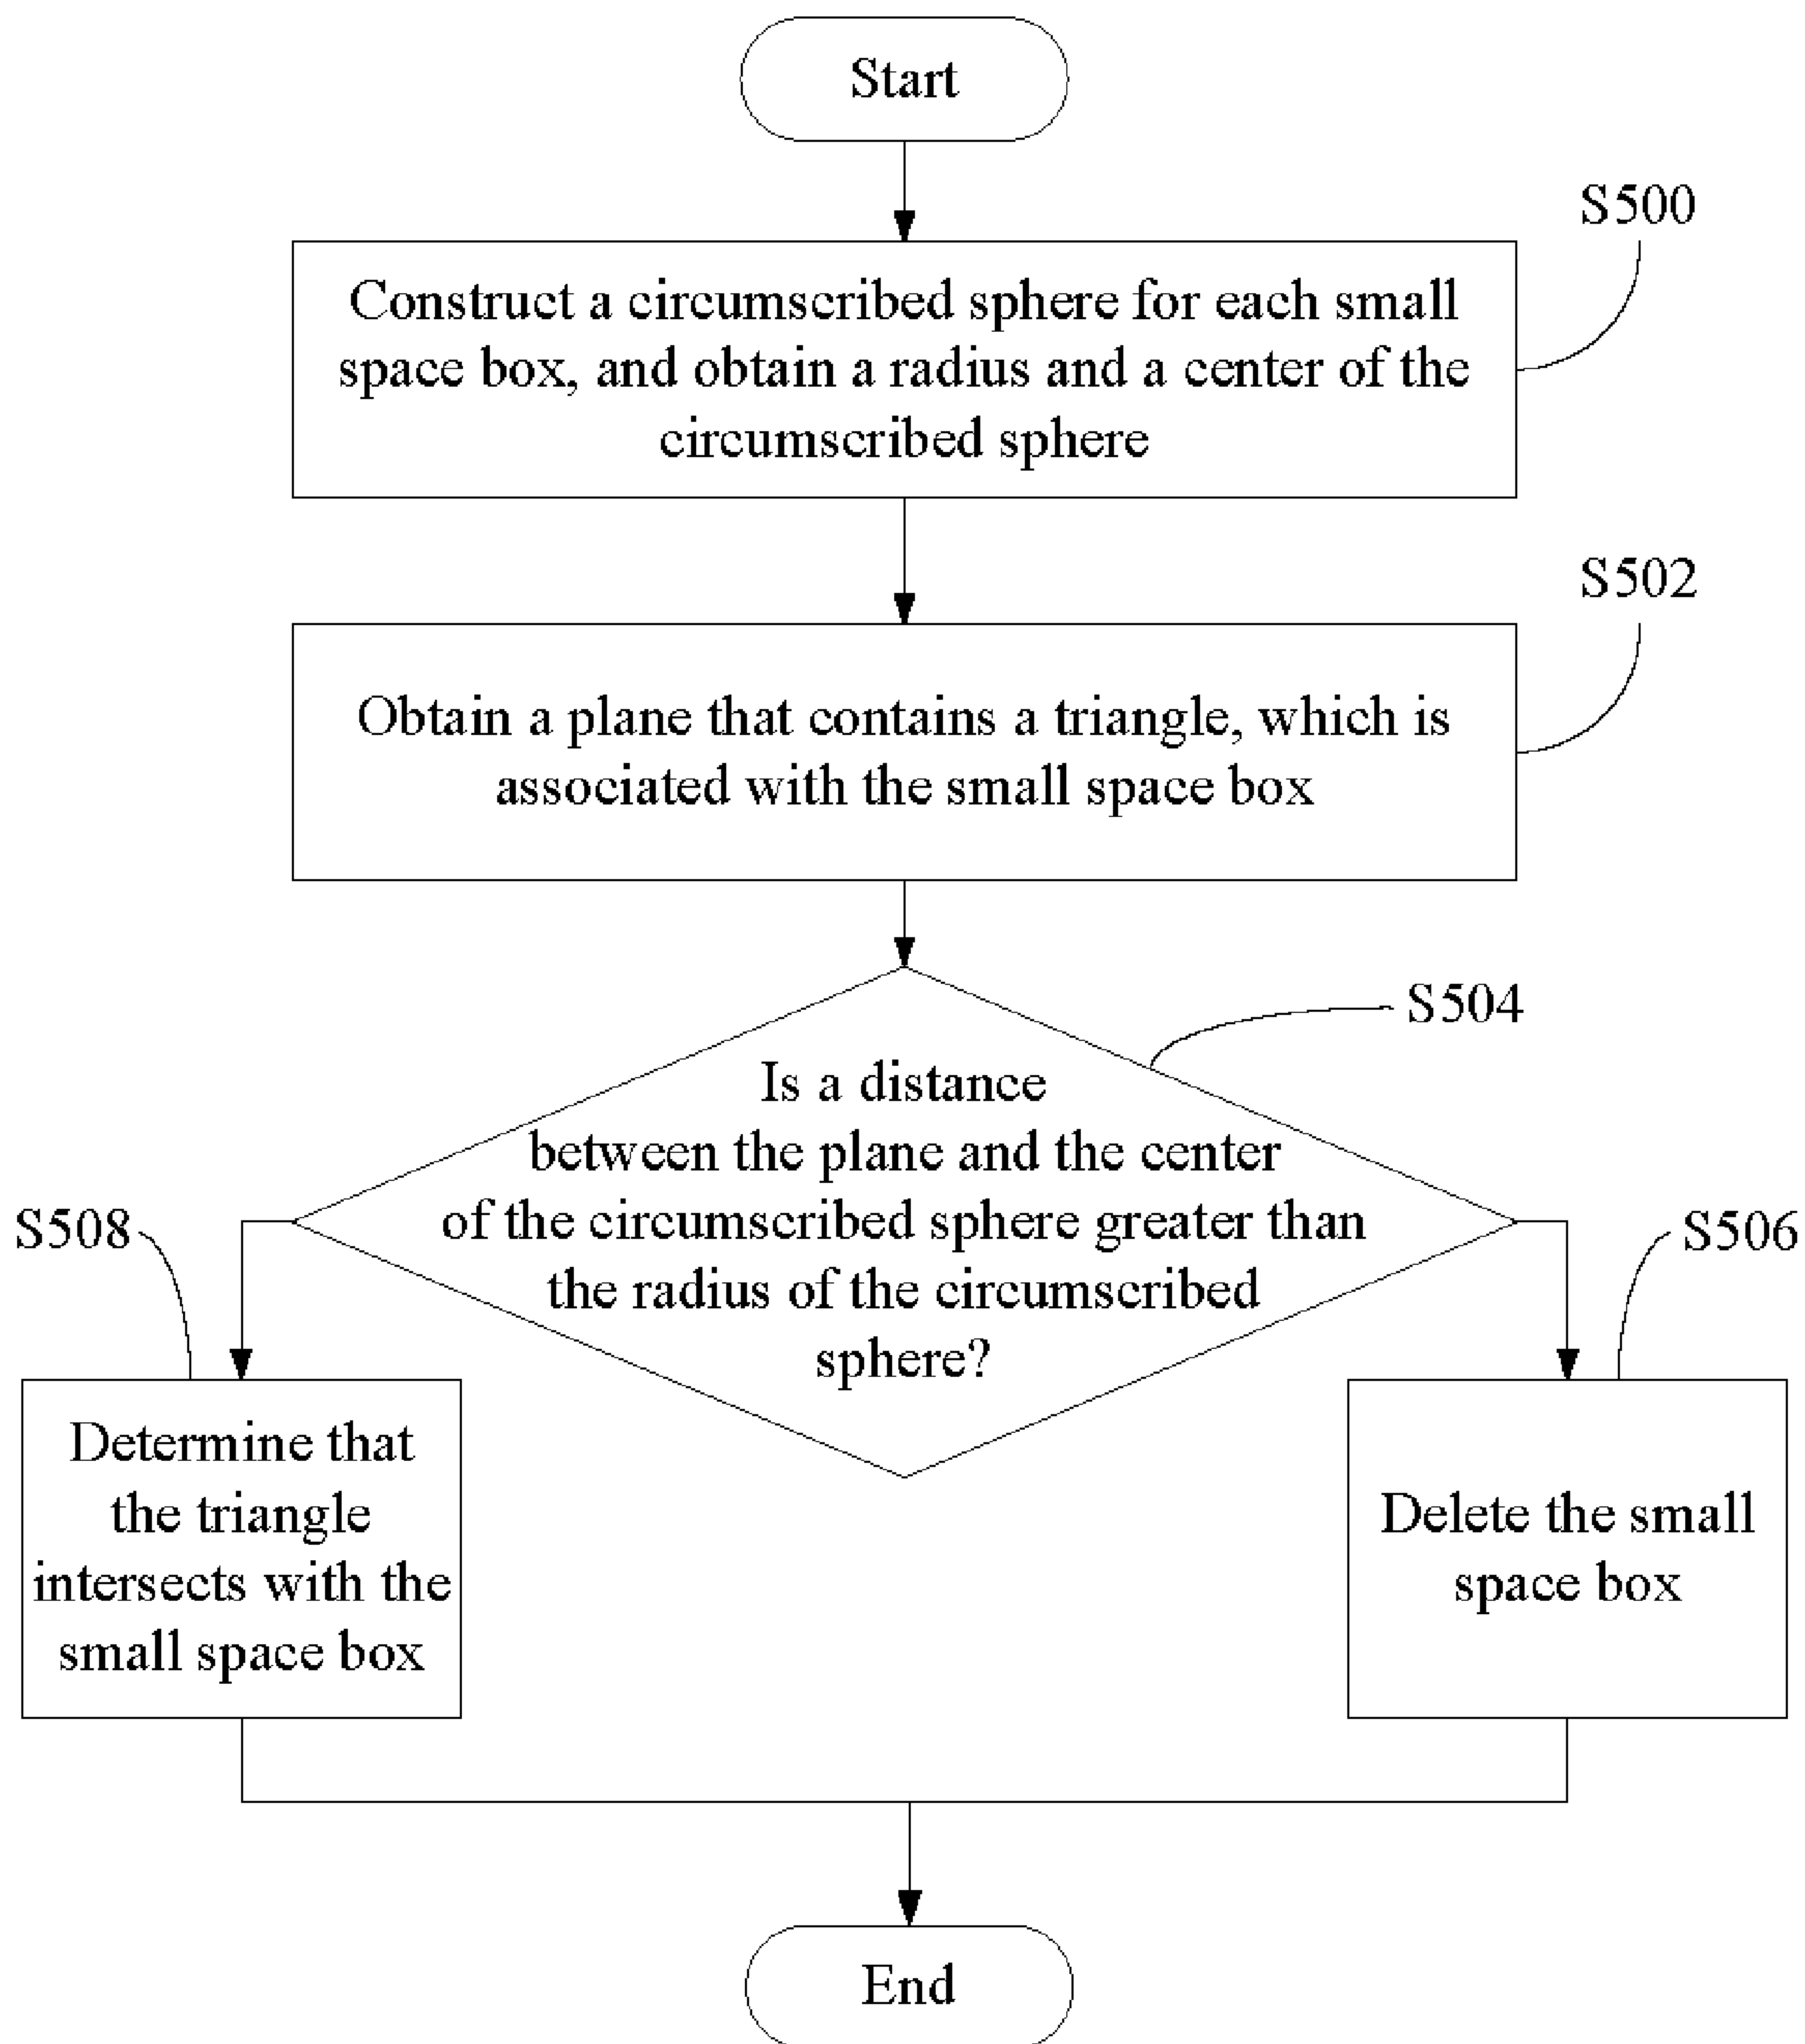 Start
S500
Construct a circumscribed sphere for each small
space box, and obtain a radius and a center of the
circumscribed sphere
S502
Obtain a plane that contains a triangle, which is
associated with the small space box
S504
Is a distance
between the plane and the center
of the circumscribed sphere greater than
the radius of the circumscribed
sphere?
S508
S506
Determine that
the triangle
intersects with the
small space box
Delete the small
space box
End